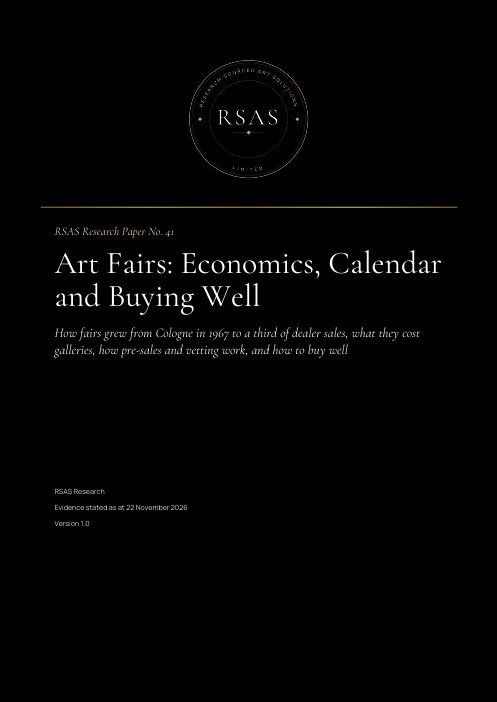 RESEARCH SOURCED ART SOLUTIONS
RSAS
LIMITED
RSAS Research Paper No. 41
Art Fairs: Economics, Calendar
and Buying Well
How fairs grew from Cologne in 1967 to a third of dealer sales, what they cost
galleries, how pre-sales and vetting work, and how to buy well
RSAS Research
Evidence stated as at 22 November 2026
Version 1.0